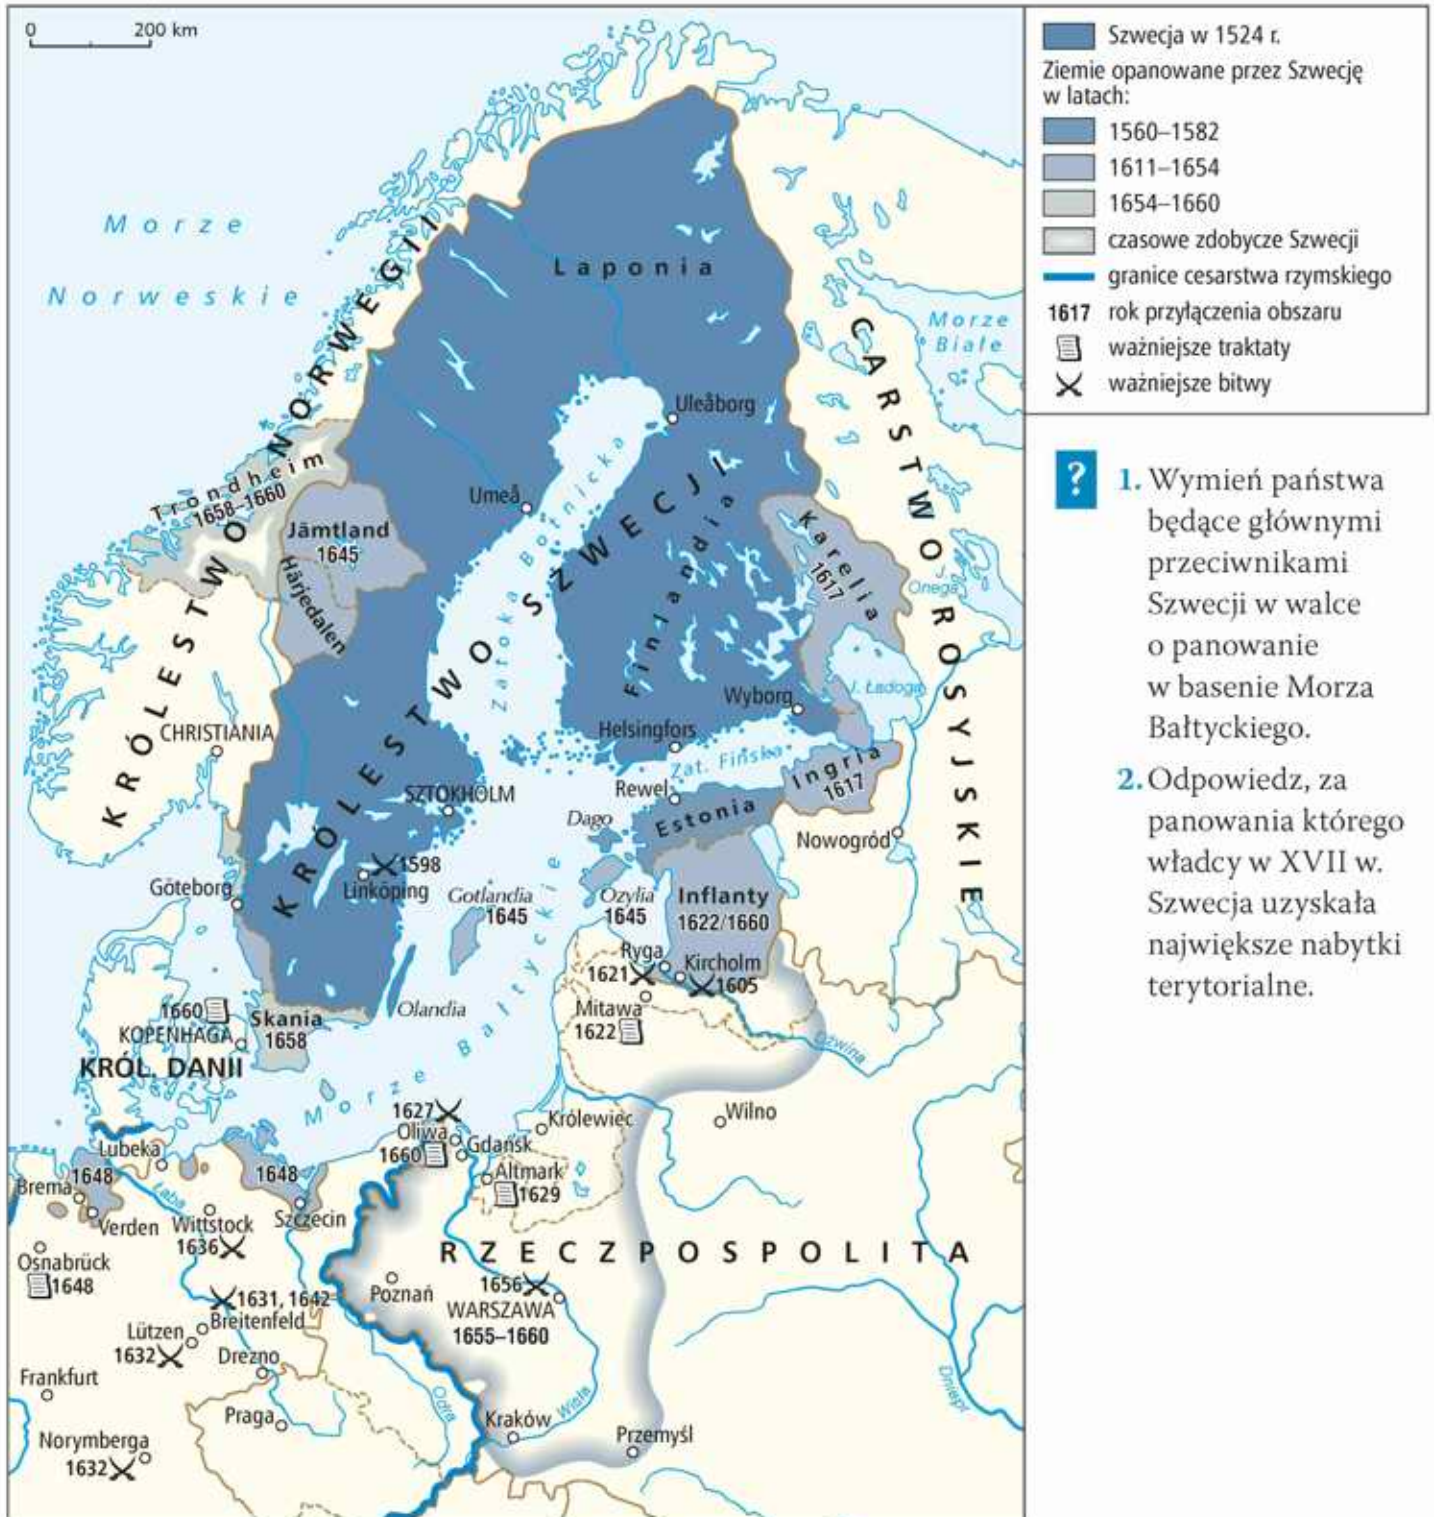 0 200 km
Morze
Norweskie
Laponia
KRÓLESTWO NORWEGII
CARSTWO ROSYJSKIE
Morze
Białe
Uleåborg
Trondheim
1658–1660
Jämtland
1645
Härjedalen
Umeå
Zatoka Botnicka
KRÓLESTWO SZWECJI
Finlandia
Karelia
1617
J.
Onega
J. Ładoga
Wyborg
CHRISTIANIA
Helsingfors
Zat. Fińska
Ingria
1617
SZTOKHOLM
Rewel
Estonia
Dago
Nowogród
1598
Linköping
Göteborg
Gotlandia
1645
Ozylia
1645
Inflanty
1622/1660
Ryga
1621
Kircholm
1605
Mitawa
1622
Dźwina
1660
KOPENHAGA
KRÓL. DANII
Skania
1658
Olandia
Morze Bałtyckie
1627
Oliwa
1660
Gdańsk
Królewiec
Wilno
Altmark
1629
Lubeka
1648
1648
Brema
Verden
Łaba
Wittstock
1636
Szczecin
Osnabrück
1648
RZECZPOSPOLITA
Poznań
1656
WARSZAWA
1655–1660
1631, 1642
Breitenfeld
Lützen
1632
Drezno
Frankfurt
Praga
Odra
Kraków
Wisła
Przemyśl
Dniepr
Norymberga
1632
Szwecja w 1524 r.
Ziemie opanowane przez Szwecję
w latach:
1560–1582
1611–1654
1654–1660
czasowe zdobycze Szwecji
granice cesarstwa rzymskiego
1617 rok przyłączenia obszaru
ważniejsze traktaty
ważniejsze bitwy
?
1. Wymień państwa
będące głównymi
przeciwnikami
Szwecji w walce
o panowanie
w basenie Morza
Bałtyckiego.
2. Odpowiedz, za
panowania którego
władcy w XVII w.
Szwecja uzyskała
największe nabytki
terytorialne.